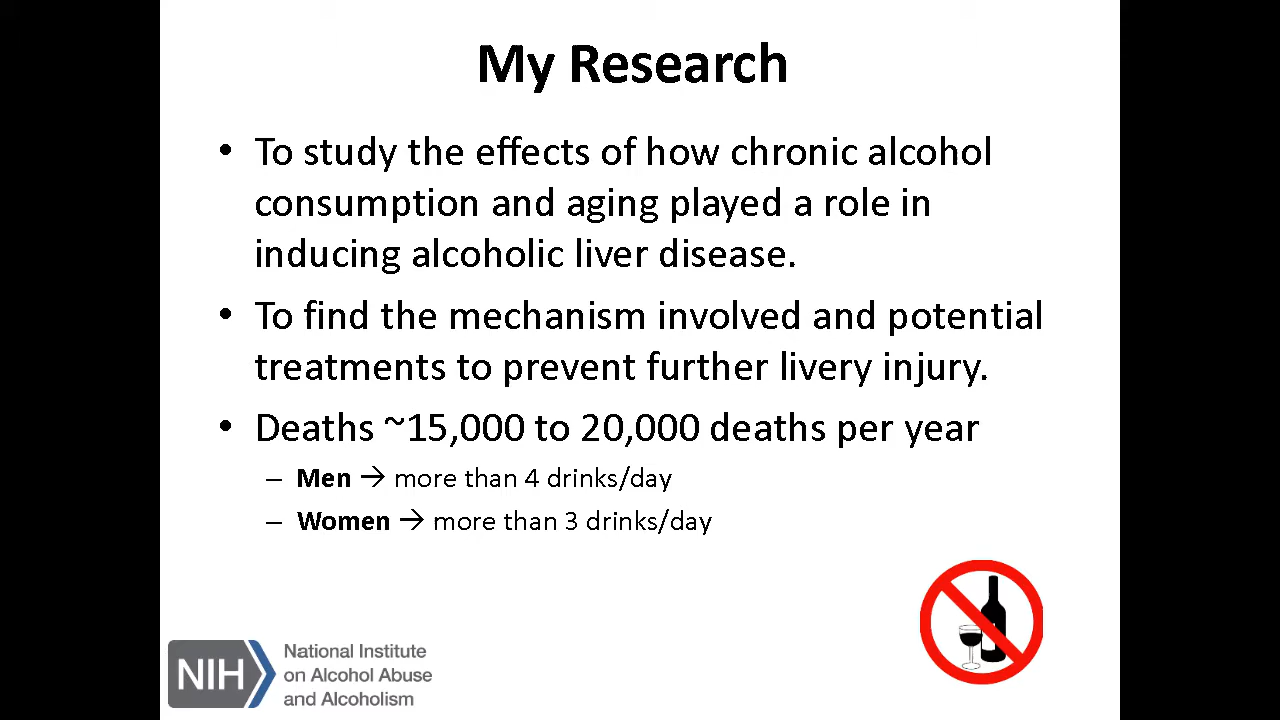 My Research
• To study the effects of how chronic alcohol
consumption and aging played a role in
inducing alcoholic liver disease.
• To find the mechanism involved and potential
treatments to prevent further livery injury.
• Deaths ~15,000 to 20,000 deaths per year
– Men → more than 4 drinks/day
– Women → more than 3 drinks/day
NIH
National Institute
on Alcohol Abuse
and Alcoholism